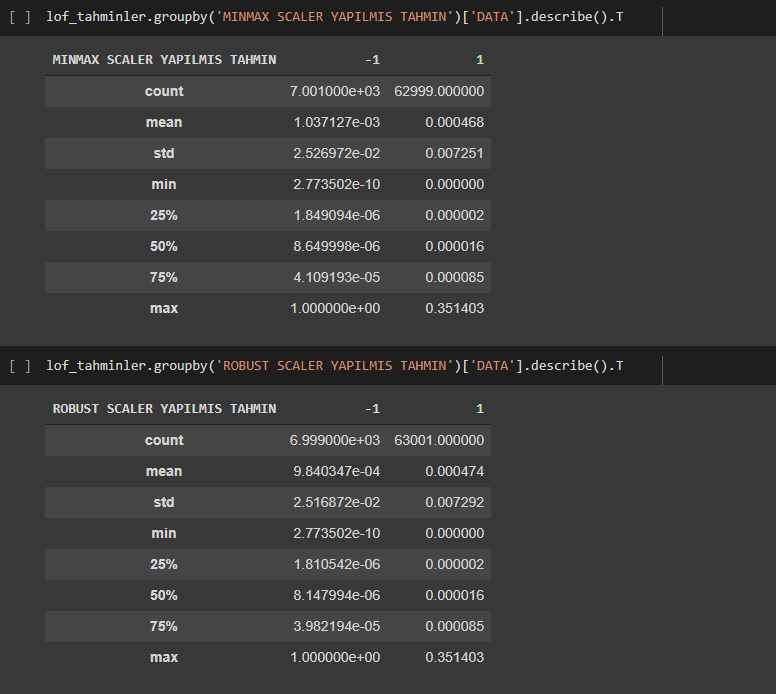 [ ] lof_tahminler.groupby('MINMAX SCALER YAPILMIS TAHMIN')['DATA'].describe().T
MINMAX SCALER YAPILMIS TAHMIN -1 1
count 7.001000e+03 62999.000000
mean 1.037127e-03 0.000468
std 2.526972e-02 0.007251
min 2.773502e-10 0.000000
25% 1.849094e-06 0.000002
50% 8.649998e-06 0.000016
75% 4.109193e-05 0.000085
max 1.000000e+00 0.351403
[ ] lof_tahminler.groupby('ROBUST SCALER YAPILMIS TAHMIN')['DATA'].describe().T
ROBUST SCALER YAPILMIS TAHMIN -1 1
count 6.999000e+03 63001.000000
mean 9.840347e-04 0.000474
std 2.516872e-02 0.007292
min 2.773502e-10 0.000000
25% 1.810542e-06 0.000002
50% 8.147994e-06 0.000016
75% 3.982194e-05 0.000085
max 1.000000e+00 0.351403